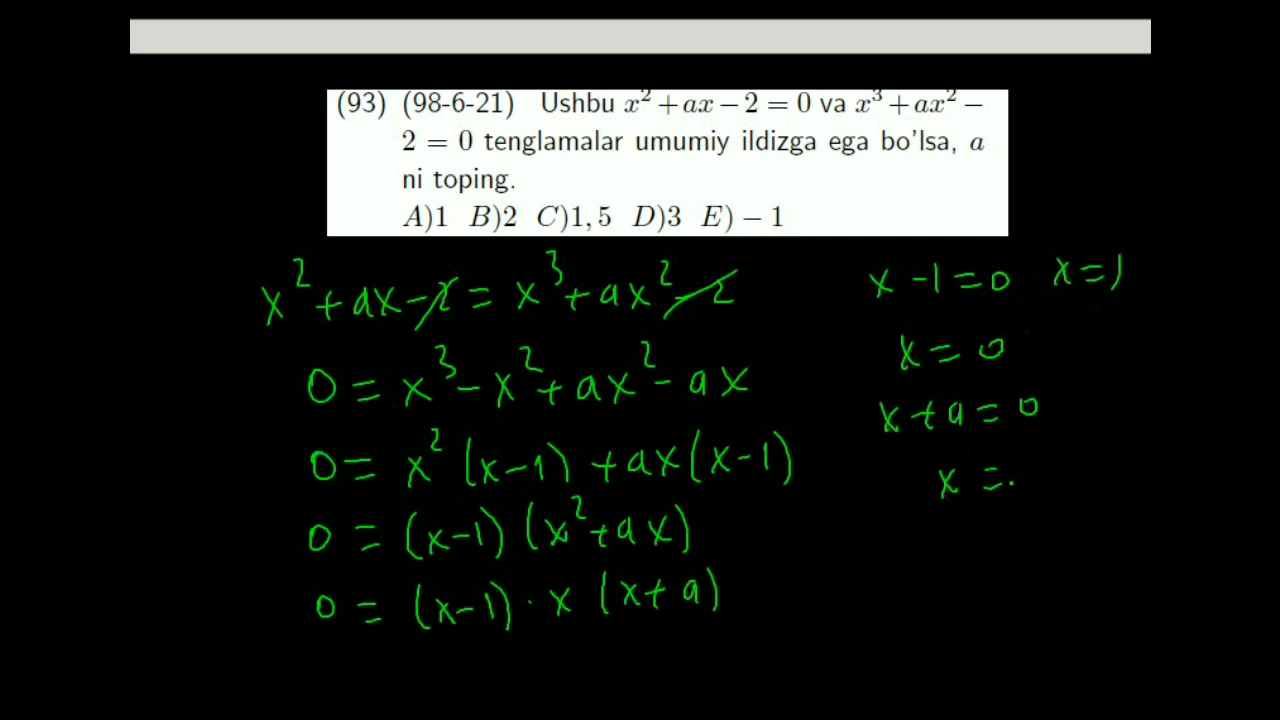 (93) (98-6-21) Ushbu x² + ax − 2 = 0 va x³ + ax² −
2 = 0 tenglamalar umumiy ildizga ega bo'lsa, a
ni toping.
A)1 B)2 C)1, 5 D)3 E) − 1
x² + ax − 2 = x³ + ax² − 2
0 = x³ − x² + ax² − ax
0 = x² (x−1) + ax(x−1)
0 = (x−1) (x² + ax)
0 = (x−1) · x (x + a)
x − 1 = 0 x = 1
x = 0
x + a = 0
x = .